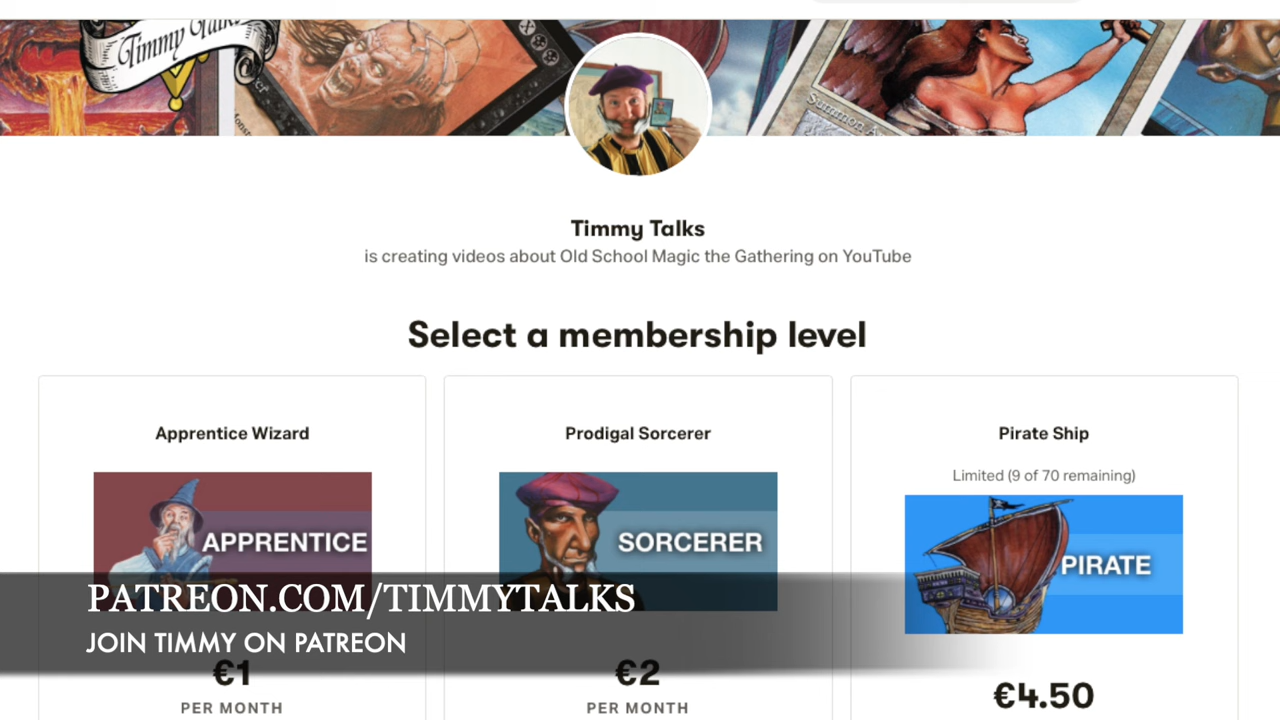 Timmy Talks
Summon A
Timmy Talks
is creating videos about Old School Magic the Gathering on YouTube
Select a membership level
Apprentice Wizard
Prodigal Sorcerer
Pirate Ship
Limited (9 of 70 remaining)
APPRENTICE
SORCERER
PIRATE
PATREON.COM/TIMMYTALKS
JOIN TIMMY ON PATREON
€1
€2
€4.50
PER MONTH
PER MONTH